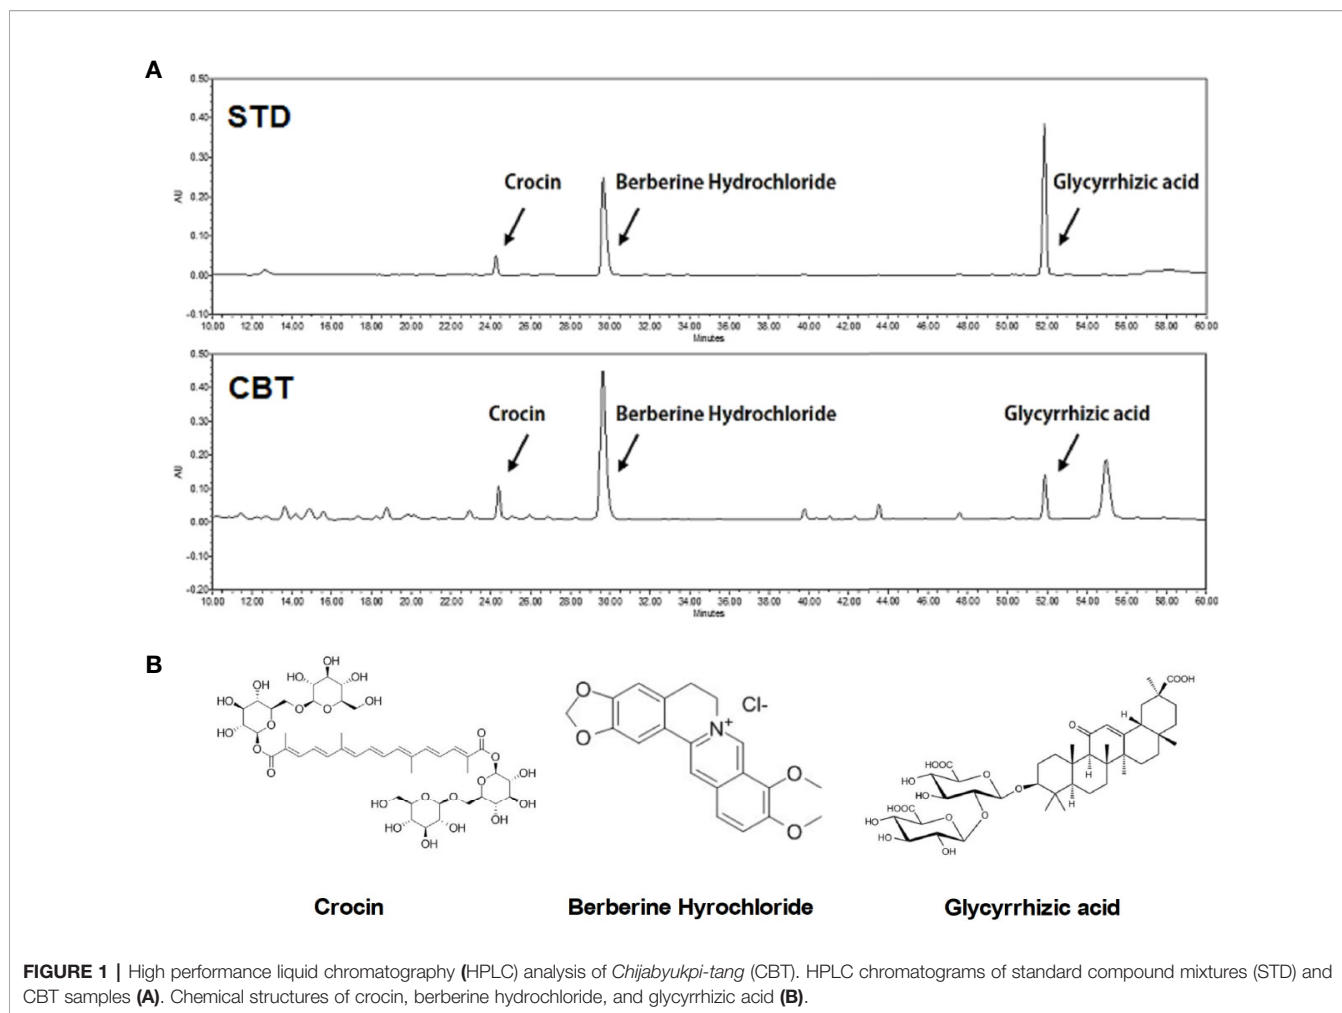 A
STD
0.50
0.40
0.30
0.20
0.10
0.00
-0.10
AU
Crocin
Berberine Hydrochloride
Glycyrrhizic acid
10.00 12.00 14.00 16.00 18.00 20.00 22.00 24.00 26.00 28.00 30.00 32.00 34.00 36.00 38.00 40.00 42.00 44.00 46.00 48.00 50.00 52.00 54.00 56.00 58.00 60.00
Minutes
CBT
0.50
0.40
0.30
0.20
0.10
0.00
-0.10
-0.20
AU
Crocin
Berberine Hydrochloride
Glycyrrhizic acid
10.00 12.00 14.00 16.00 18.00 20.00 22.00 24.00 26.00 28.00 30.00 32.00 34.00 36.00 38.00 40.00 42.00 44.00 46.00 48.00 50.00 52.00 54.00 56.00 58.00 60.00
Minutes
B
OH
HO
OH
OH
OH
HO
OH
HO
O
O
O
O
O
O
O
O
OH
OH
OH
O
O
O
HO
HO
OH
OH
Crocin
O
O
N+
Cl-
O
O
Berberine Hyrochloride
COOH
H
O
H
H
HOOC
HO
HO
O
O
O
HOOC
HO
HO
O
O
OH
Glycyrrhizic acid
FIGURE 1 | High performance liquid chromatography (HPLC) analysis of Chijabyukpi-tang (CBT). HPLC chromatograms of standard compound mixtures (STD) and
CBT samples (A). Chemical structures of crocin, berberine hydrochloride, and glycyrrhizic acid (B).